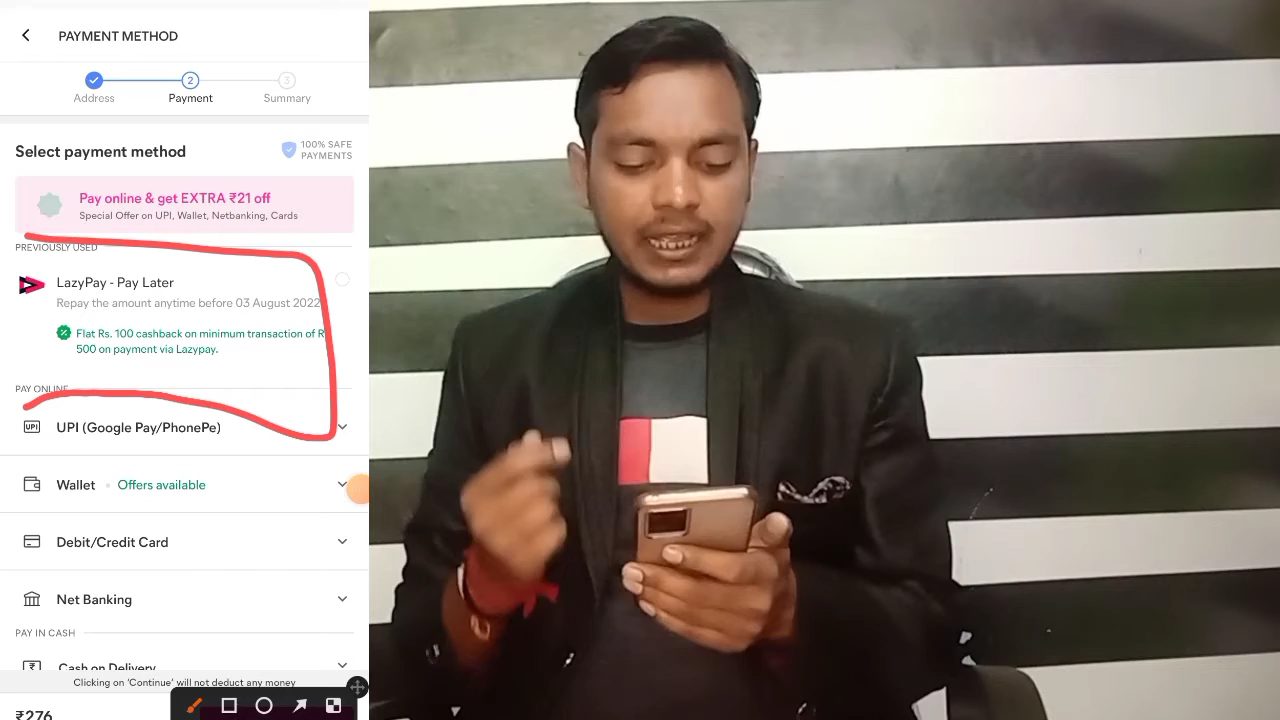 PAYMENT METHOD
2
3
Address
Payment
Summary
Select payment method
100% SAFE
PAYMENTS
Pay online & get EXTRA ₹21 off
Special Offer on UPI, Wallet, Netbanking, Cards
PREVIOUSLY USED
LazyPay - Pay Later
Repay the amount anytime before 03 August 2022
Flat Rs. 100 cashback on minimum transaction of
500 on payment via Lazypay.
PAY ONLINE
UPI
UPI (Google Pay/PhonePe)
Wallet • Offers available
Debit/Credit Card
Net Banking
PAY IN CASH
₹
Cash on Delivery
Clicking on 'Continue' will not deduct any money
₹276